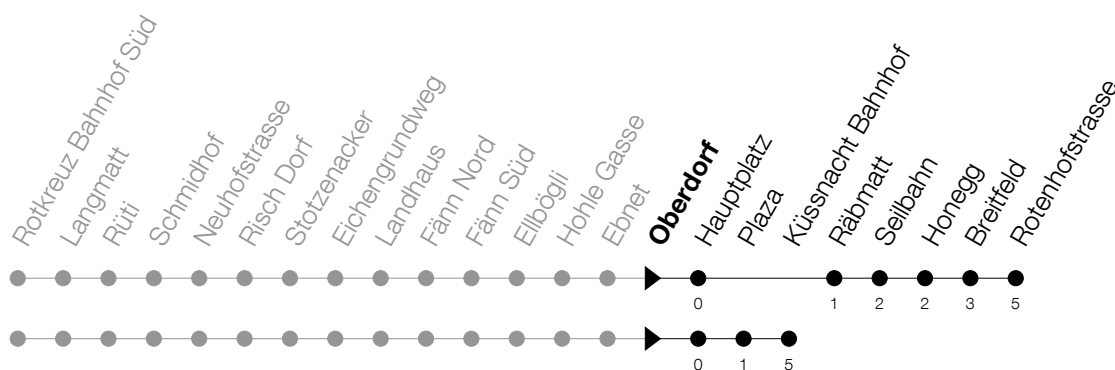 Rotkreuz Bahnhof Süd
Langmatt
Rüti
Schmidhof
Neuhofstrasse
Risch Dorf
Stotzenacker
Eichengrundweg
Landhaus
Fänn Nord
Fänn Süd
Ellbögli
Hohle Gasse
Ebnet
Oberdorf
Hauptplatz
Plaza
Küssnacht Bahnhof
Räbmatt
Seilbahn
Honegg
Breitfeld
Rotenhofstrasse
0 1 2 2 3 5
0 1 5